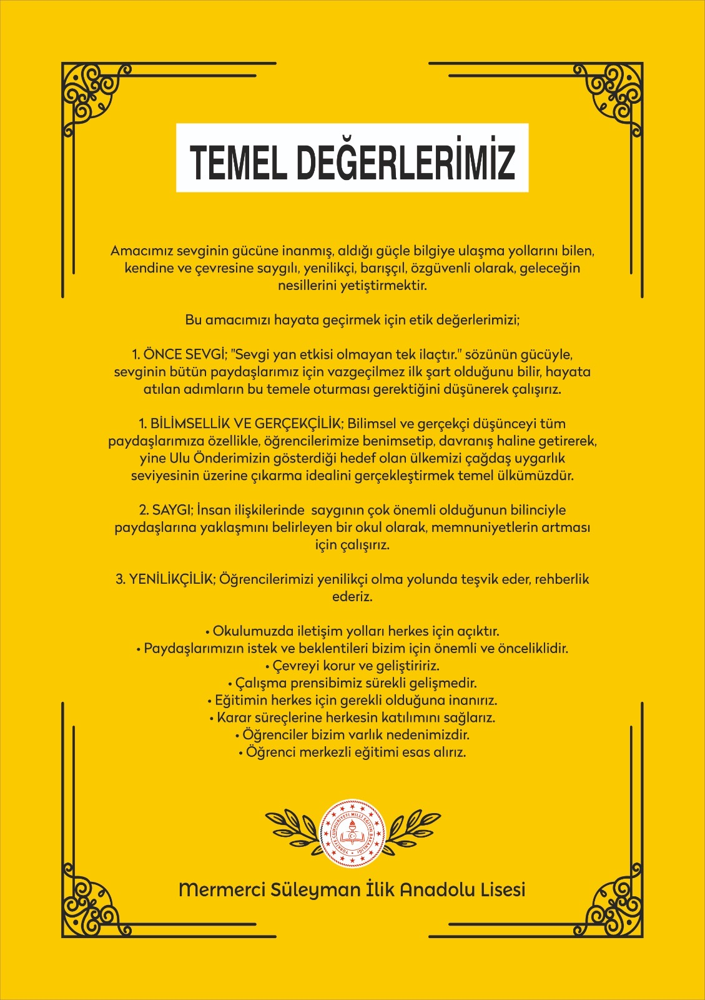 TEMEL DEĞERLERİMİZ
Amacımız sevginin gücüne inanmış, aldığı güçle bilgiye ulaşma yollarını bilen,
kendine ve çevresine saygılı, yenilikçi, barışçıl, özgüvenli olarak, geleceğin
nesillerini yetiştirmektir.
Bu amacımızı hayata geçirmek için etik değerlerimizi;
1. ÖNCE SEVGİ; "Sevgi yan etkisi olmayan tek ilaçtır." sözünün gücüyle,
sevginin bütün paydaşlarımız için vazgeçilmez ilk şart olduğunu bilir, hayata
atılan adımların bu temele oturması gerektiğini düşünerek çalışırız.
1. BİLİMSELLİK VE GERÇEKÇİLİK; Bilimsel ve gerçekçi düşünceyi tüm
paydaşlarımıza özellikle, öğrencilerimize benimsetip, davranış haline getirerek,
yine Ulu Önderimizin gösterdiği hedef olan ülkemizi çağdaş uygarlık
seviyesinin üzerine çıkarma idealini gerçekleştirmek temel ülkümüzdür.
2. SAYGI; İnsan ilişkilerinde  saygının çok önemli olduğunun bilinciyle
paydaşlarına yaklaşmını belirleyen bir okul olarak, memnuniyetlerin artması
için çalışırız.
3. YENİLİKÇİLİK; Öğrencilerimizi yenilikçi olma yolunda teşvik eder, rehberlik
ederiz.
• Okulumuzda iletişim yolları herkes için açıktır.
• Paydaşlarımızın istek ve beklentileri bizim için önemli ve önceliklidir.
• Çevreyi korur ve geliştiririz.
• Çalışma prensibimiz sürekli gelişmedir.
• Eğitimin herkes için gerekli olduğuna inanırız.
• Karar süreçlerine herkesin katılımını sağlarız.
• Öğrenciler bizim varlık nedenimizdir.
• Öğrenci merkezli eğitimi esas alırız.
TÜRKİYE CUMHURİYETİ MİLLÎ EĞİTİM BAKANLIĞI
Mermerci Süleyman İlik Anadolu Lisesi